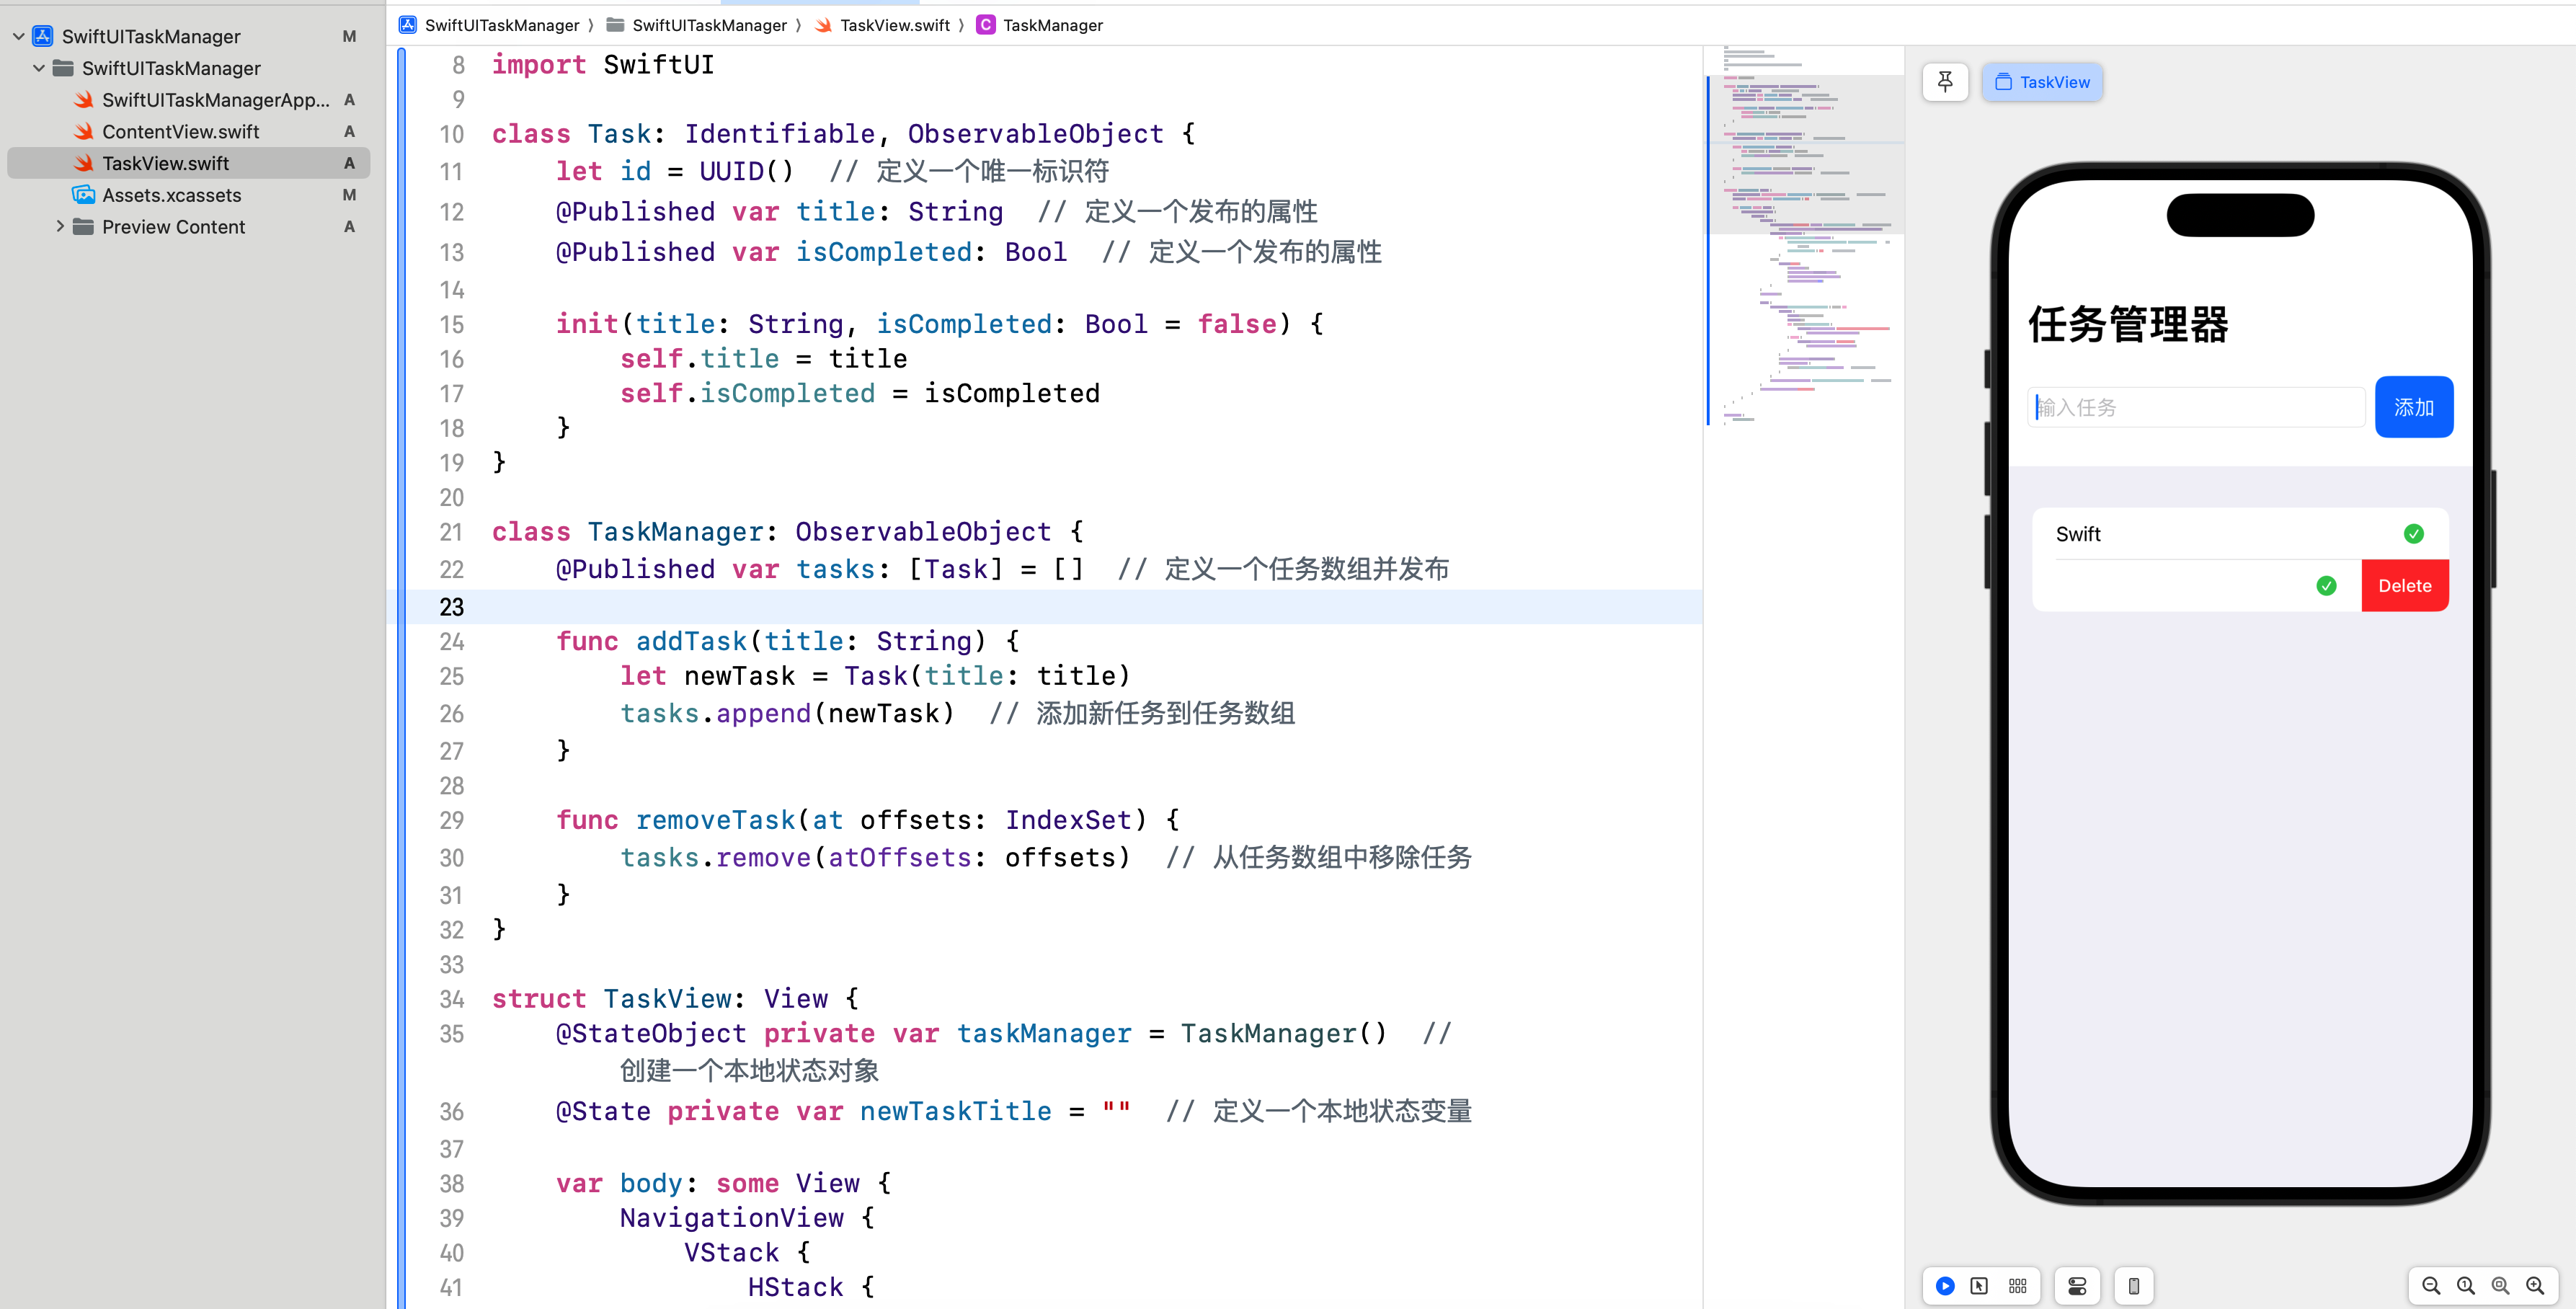 SwiftUITaskManager M
SwiftUITaskManager
SwiftUITaskManagerApp... A
ContentView.swift A
TaskView.swift A
Assets.xcassets M
Preview Content A
SwiftUITaskManager 〉 SwiftUITaskManager 〉 TaskView.swift 〉 C TaskManager
8 import SwiftUI
9
10 class Task: Identifiable, ObservableObject {
11 let id = UUID() // 定义一个唯一标识符
12 @Published var title: String // 定义一个发布的属性
13 @Published var isCompleted: Bool // 定义一个发布的属性
14
15 init(title: String, isCompleted: Bool = false) {
16 self.title = title
17 self.isCompleted = isCompleted
18 }
19 }
20
21 class TaskManager: ObservableObject {
22 @Published var tasks: [Task] = [] // 定义一个任务数组并发布
23
24 func addTask(title: String) {
25 let newTask = Task(title: title)
26 tasks.append(newTask) // 添加新任务到任务数组
27 }
28
29 func removeTask(at offsets: IndexSet) {
30 tasks.remove(atOffsets: offsets) // 从任务数组中移除任务
31 }
32 }
33
34 struct TaskView: View {
35 @StateObject private var taskManager = TaskManager() //
创建一个本地状态对象
36 @State private var newTaskTitle = "" // 定义一个本地状态变量
37
38 var body: some View {
39 NavigationView {
40 VStack {
41 HStack {
TaskView
任务管理器
输入任务 添加
Swift
Delete